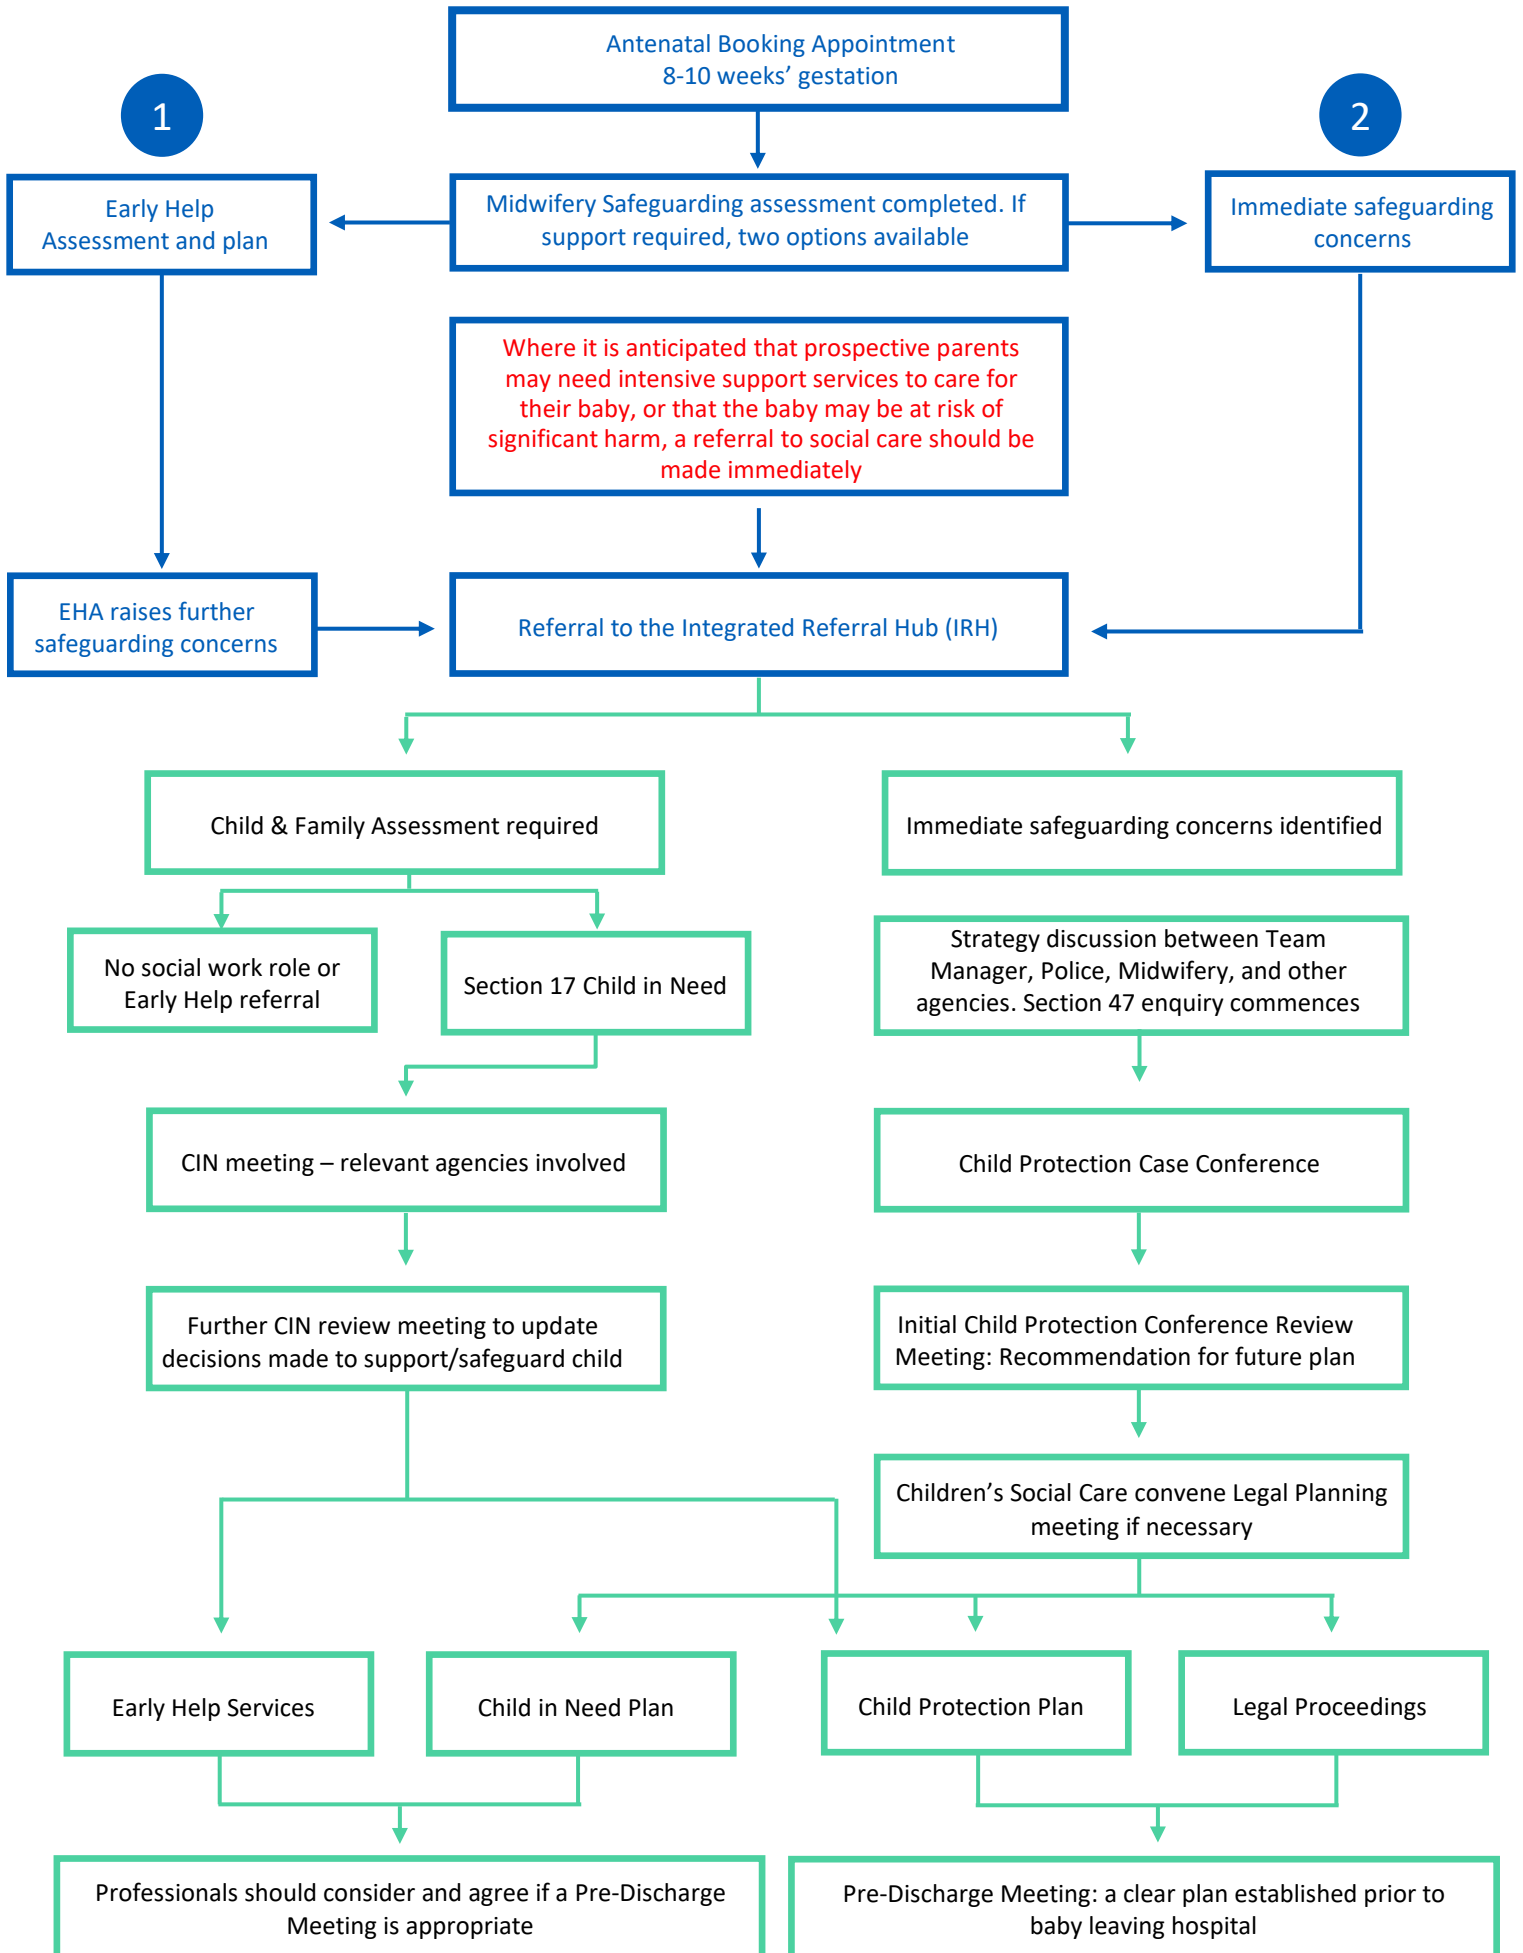 Antenatal Booking Appointment
8-10 weeks’ gestation
1
2
Early Help
Assessment and plan
Midwifery Safeguarding assessment completed. If
support required, two options available
Immediate safeguarding
concerns
Where it is anticipated that prospective parents
may need intensive support services to care for
their baby, or that the baby may be at risk of
significant harm, a referral to social care should be
made immediately
EHA raises further
safeguarding concerns
Referral to the Integrated Referral Hub (IRH)
Child & Family Assessment required
Immediate safeguarding concerns identified
No social work role or
Early Help referral
Section 17 Child in Need
Strategy discussion between Team
Manager, Police, Midwifery, and other
agencies. Section 47 enquiry commences
CIN meeting – relevant agencies involved
Child Protection Case Conference
Further CIN review meeting to update
decisions made to support/safeguard child
Initial Child Protection Conference Review
Meeting: Recommendation for future plan
Children’s Social Care convene Legal Planning
meeting if necessary
Early Help Services
Child in Need Plan
Child Protection Plan
Legal Proceedings
Professionals should consider and agree if a Pre-Discharge
Meeting is appropriate
Pre-Discharge Meeting: a clear plan established prior to
baby leaving hospital